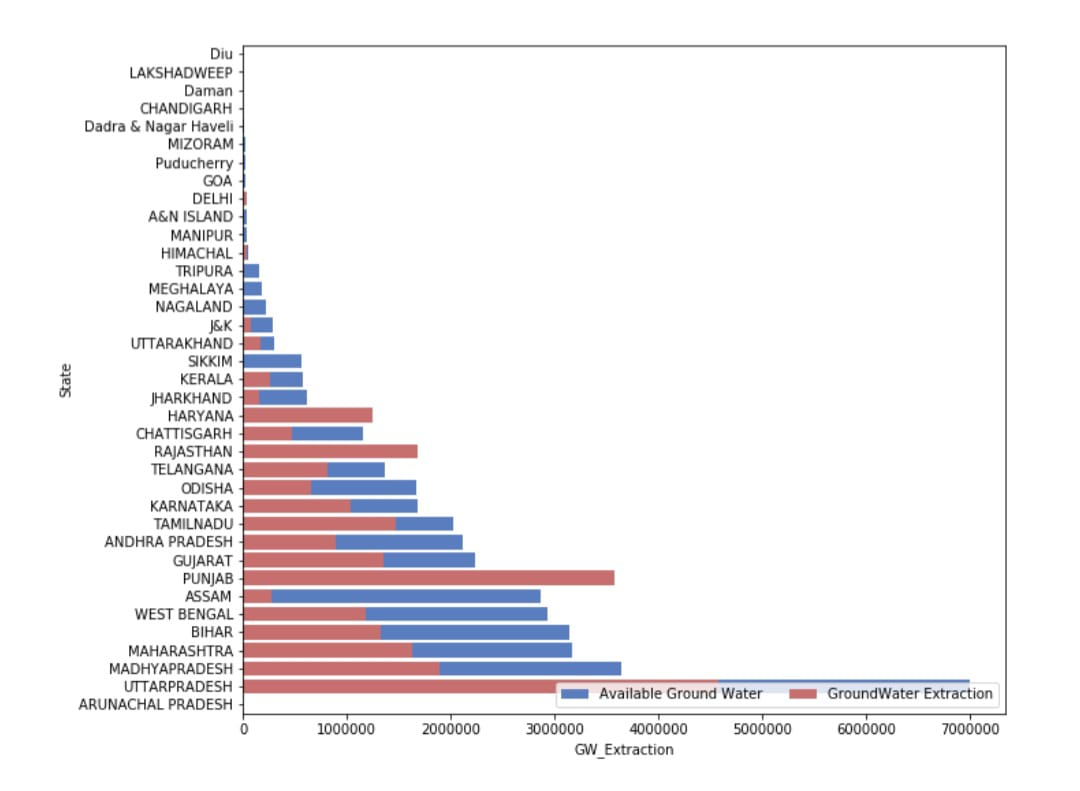 Diu
LAKSHADWEEP
Daman
CHANDIGARH
Dadra & Nagar Haveli
MIZORAM
Puducherry
GOA
DELHI
A&N ISLAND
MANIPUR
HIMACHAL
TRIPURA
MEGHALAYA
NAGALAND
J&K
UTTARAKHAND
SIKKIM
KERALA
JHARKHAND
HARYANA
CHATTISGARH
RAJASTHAN
TELANGANA
ODISHA
KARNATAKA
TAMILNADU
ANDHRA PRADESH
GUJARAT
PUNJAB
ASSAM
WEST BENGAL
BIHAR
MAHARASHTRA
MADHYAPRADESH
UTTARPRADESH
ARUNACHAL PRADESH
State
Available Ground Water GroundWater Extraction
0 1000000 2000000 3000000 4000000 5000000 6000000 7000000
GW_Extraction